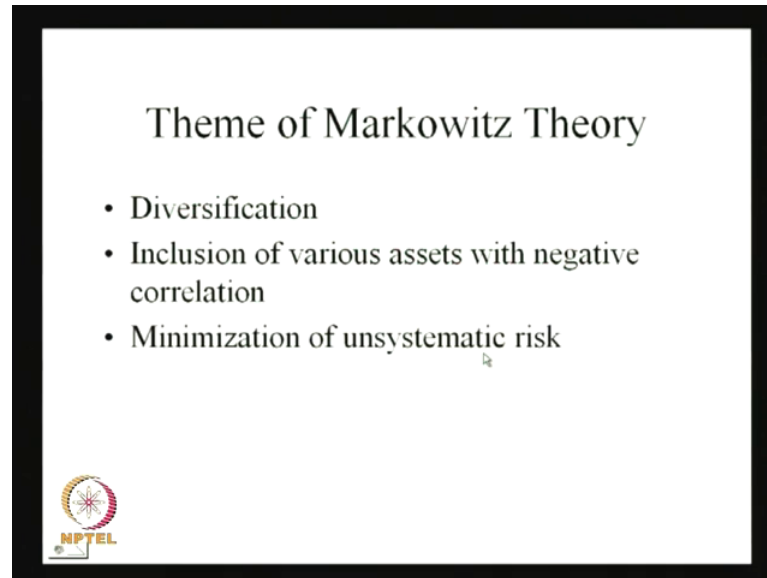 Theme of Markowitz Theory
• Diversification
• Inclusion of various assets with negative
correlation
• Minimization of unsystematic risk
NPTEL